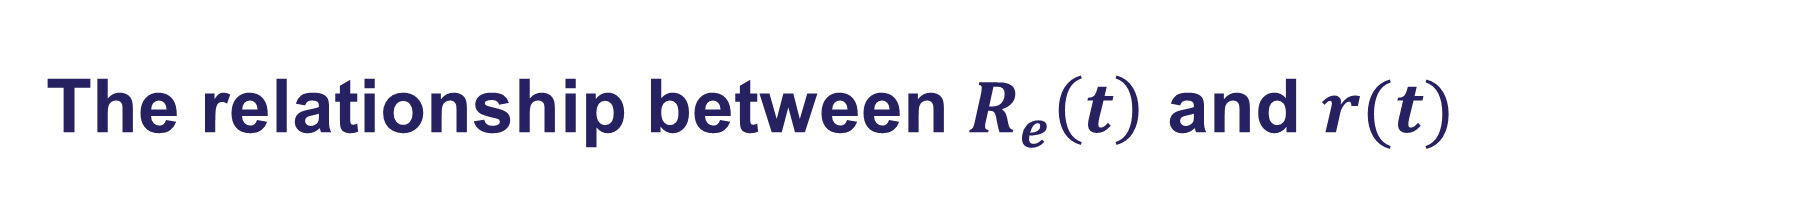 The relationship between Rₑ(t) and r(t)